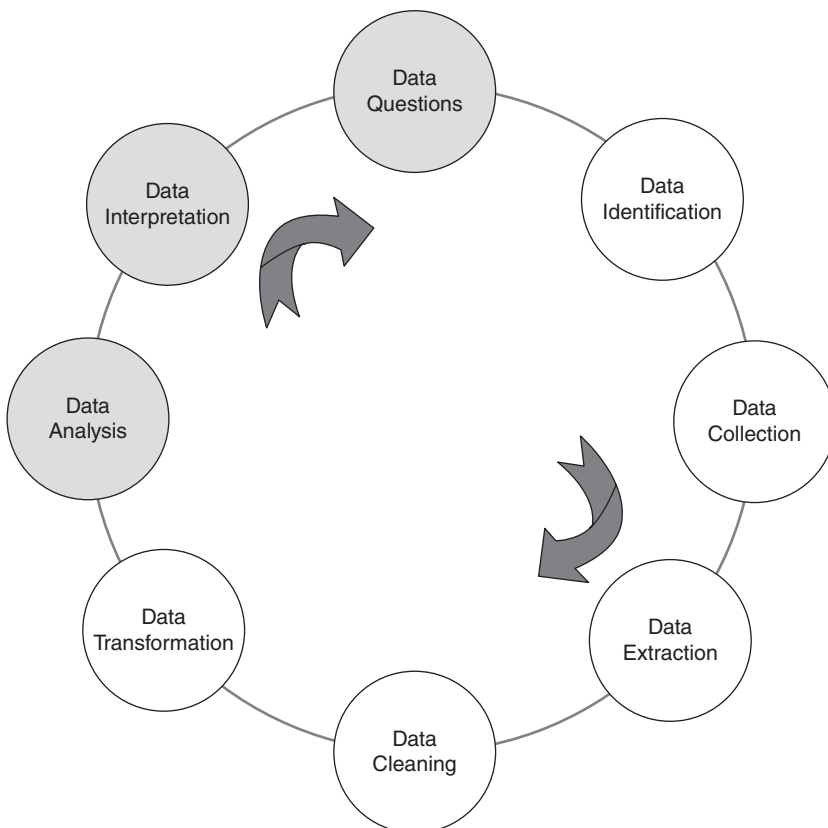 Data
Questions
Data
Identification
Data
Collection
Data
Extraction
Data
Cleaning
Data
Transformation
Data
Analysis
Data
Interpretation